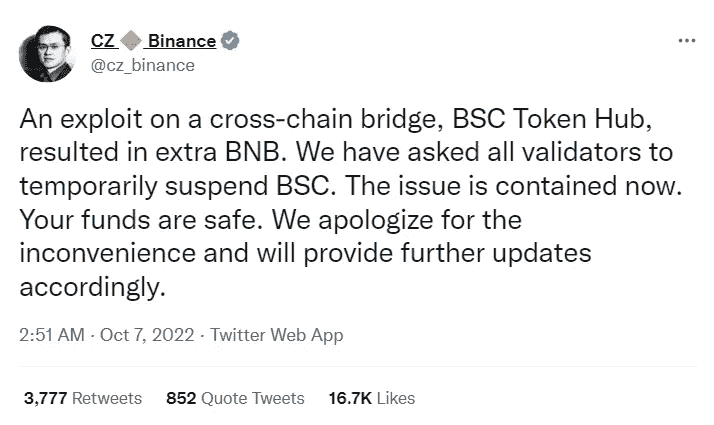 CZ 🔶 Binance
@cz_binance
An exploit on a cross-chain bridge, BSC Token Hub,
resulted in extra BNB. We have asked all validators to
temporarily suspend BSC. The issue is contained now.
Your funds are safe. We apologize for the
inconvenience and will provide further updates
accordingly.
2:51 AM · Oct 7, 2022 · Twitter Web App
3,777 Retweets 852 Quote Tweets 16.7K Likes